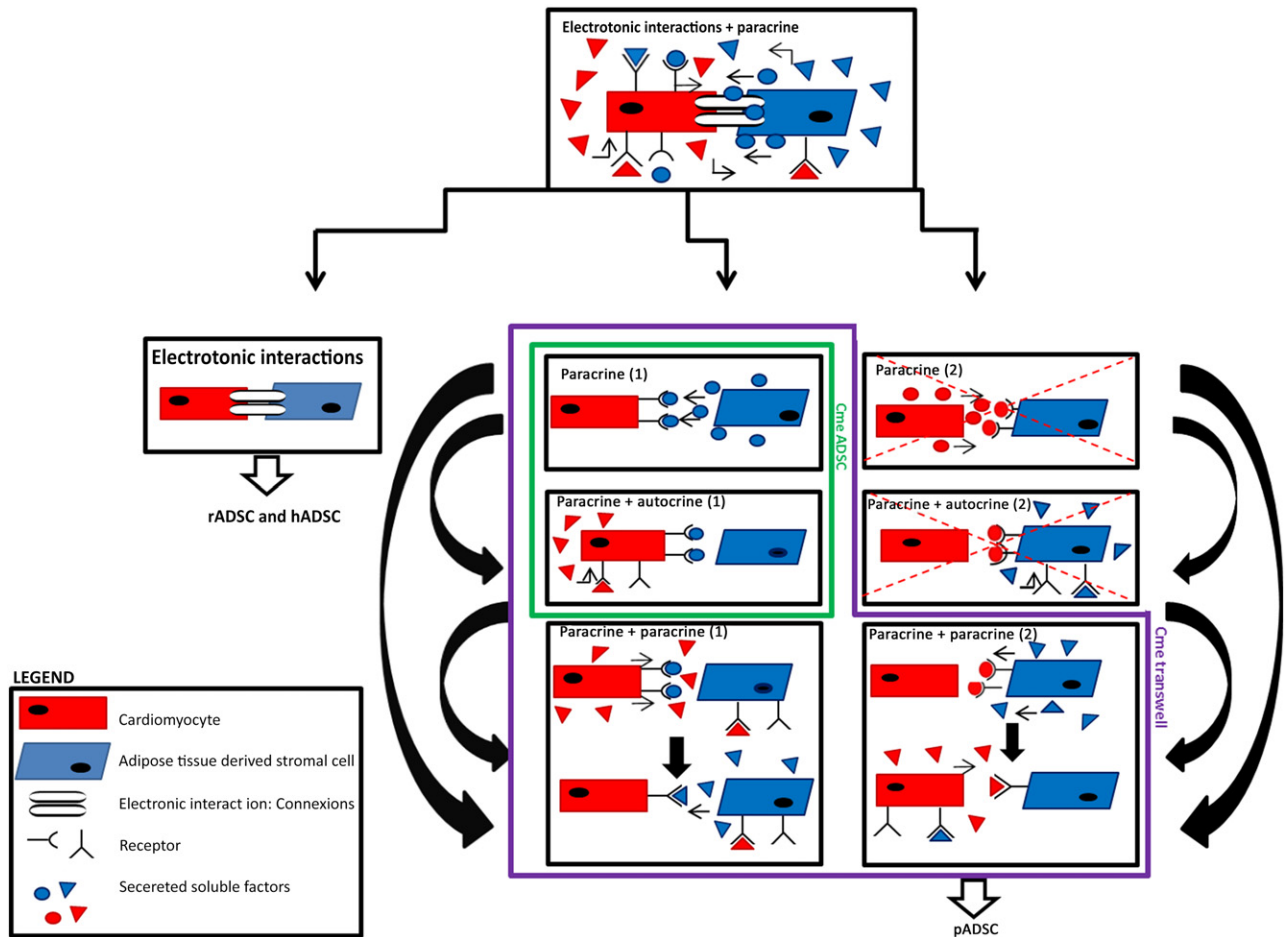 Electrotonic interactions + paracrine
Electrotonic interactions
rADSC and hADSC
Paracrine (1)
Paracrine (2)
Cme ADSC
Paracrine + autocrine (1)
Paracrine + autocrine (2)
Paracrine + paracrine (1)
Paracrine + paracrine (2)
Cme transwell
pADSC
LEGEND
Cardiomyocyte
Adipose tissue derived stromal cell
Electronic interact ion: Connexions
Receptor
Secereted soluble factors